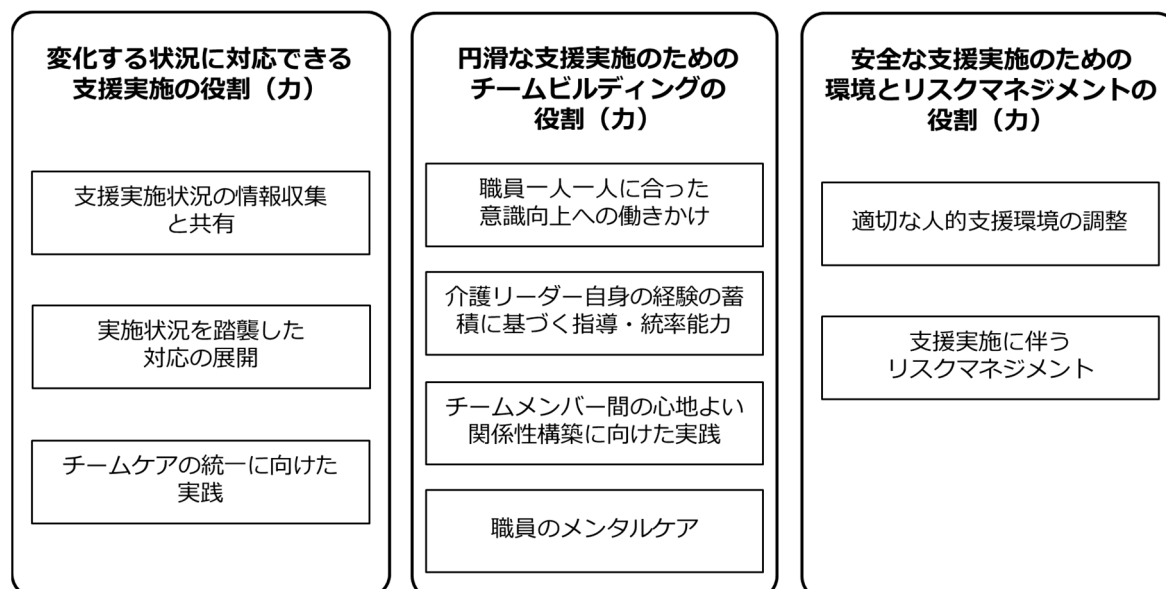 変化する状況に対応できる
支援実施の役割（力）
支援実施状況の情報収集
と共有
実施状況を踏襲した
対応の展開
チームケアの統一に向けた
実践
円滑な支援実施のための
チームビルディングの
役割（力）
職員一人一人に合った
意識向上への働きかけ
介護リーダー自身の経験の蓄
積に基づく指導・統率能力
チームメンバー間の心地よい
関係性構築に向けた実践
職員のメンタルケア
安全な支援実施のための
環境とリスクマネジメントの
役割（力）
適切な人的支援環境の調整
支援実施に伴う
リスクマネジメント